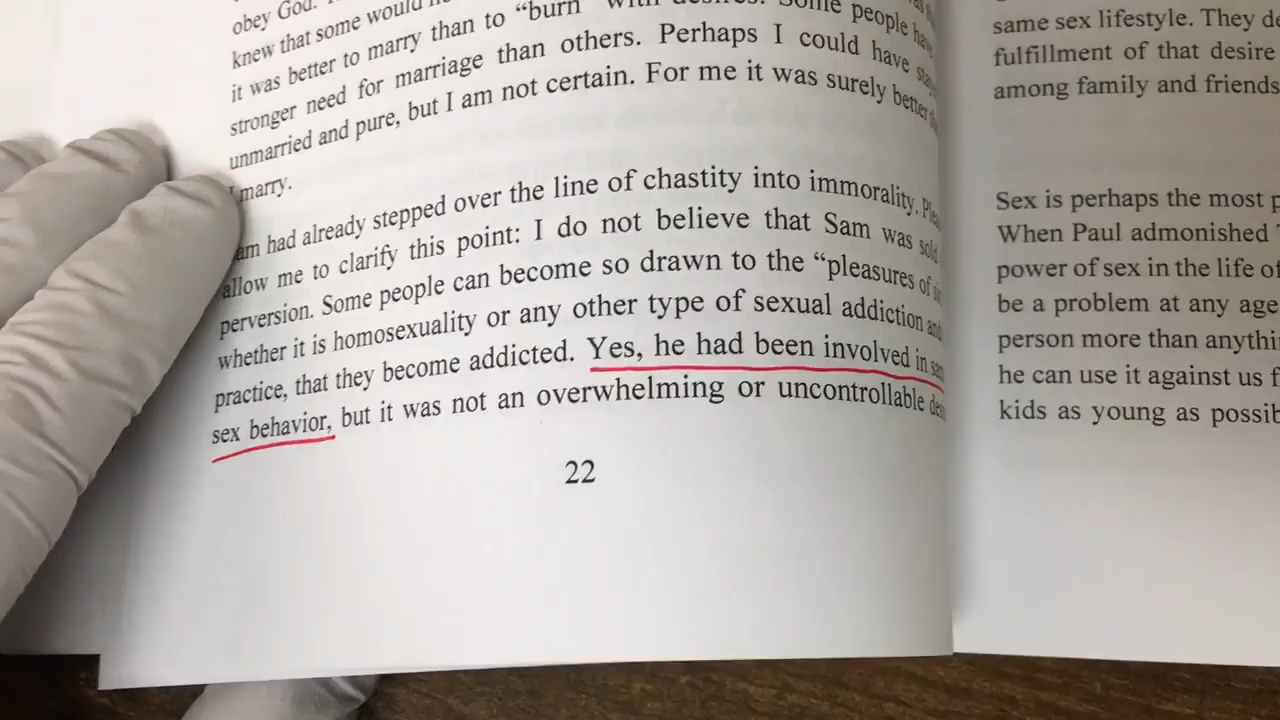 obey God.
knew that some would
it was better to marry than to "burn" with desires. Some people have
stronger need for marriage than others. Perhaps I could have
unmarried and pure, but I am not certain. For me it was surely better
I marry.
am had already stepped over the line of chastity into immorality.
allow me to clarify this point: I do not believe that Sam was
perversion. Some people can become so drawn to the "pleasures of
whether it is homosexuality or any other type of sexual addiction
practice, that they become addicted. Yes, he had been involved in
sex behavior, but it was not an overwhelming or uncontrollable
22
same sex lifestyle. They
fulfillment of that desire
among family and friends
Sex is perhaps the most
When Paul admonished
power of sex in the life of
be a problem at any age
person more than
he can use it against us
kids as young as